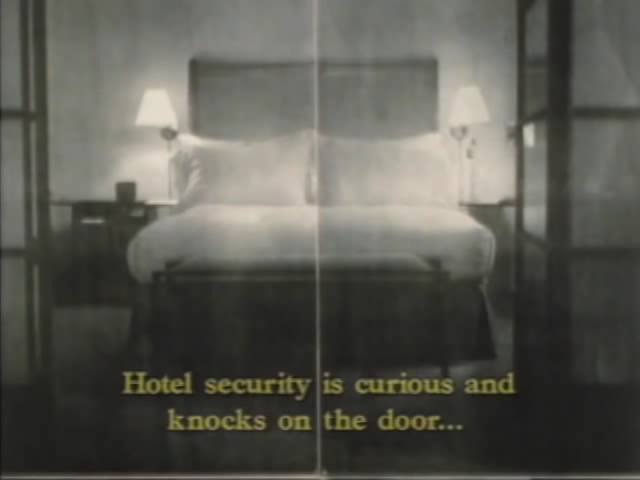 Hotel security is curious and
knocks on the door...